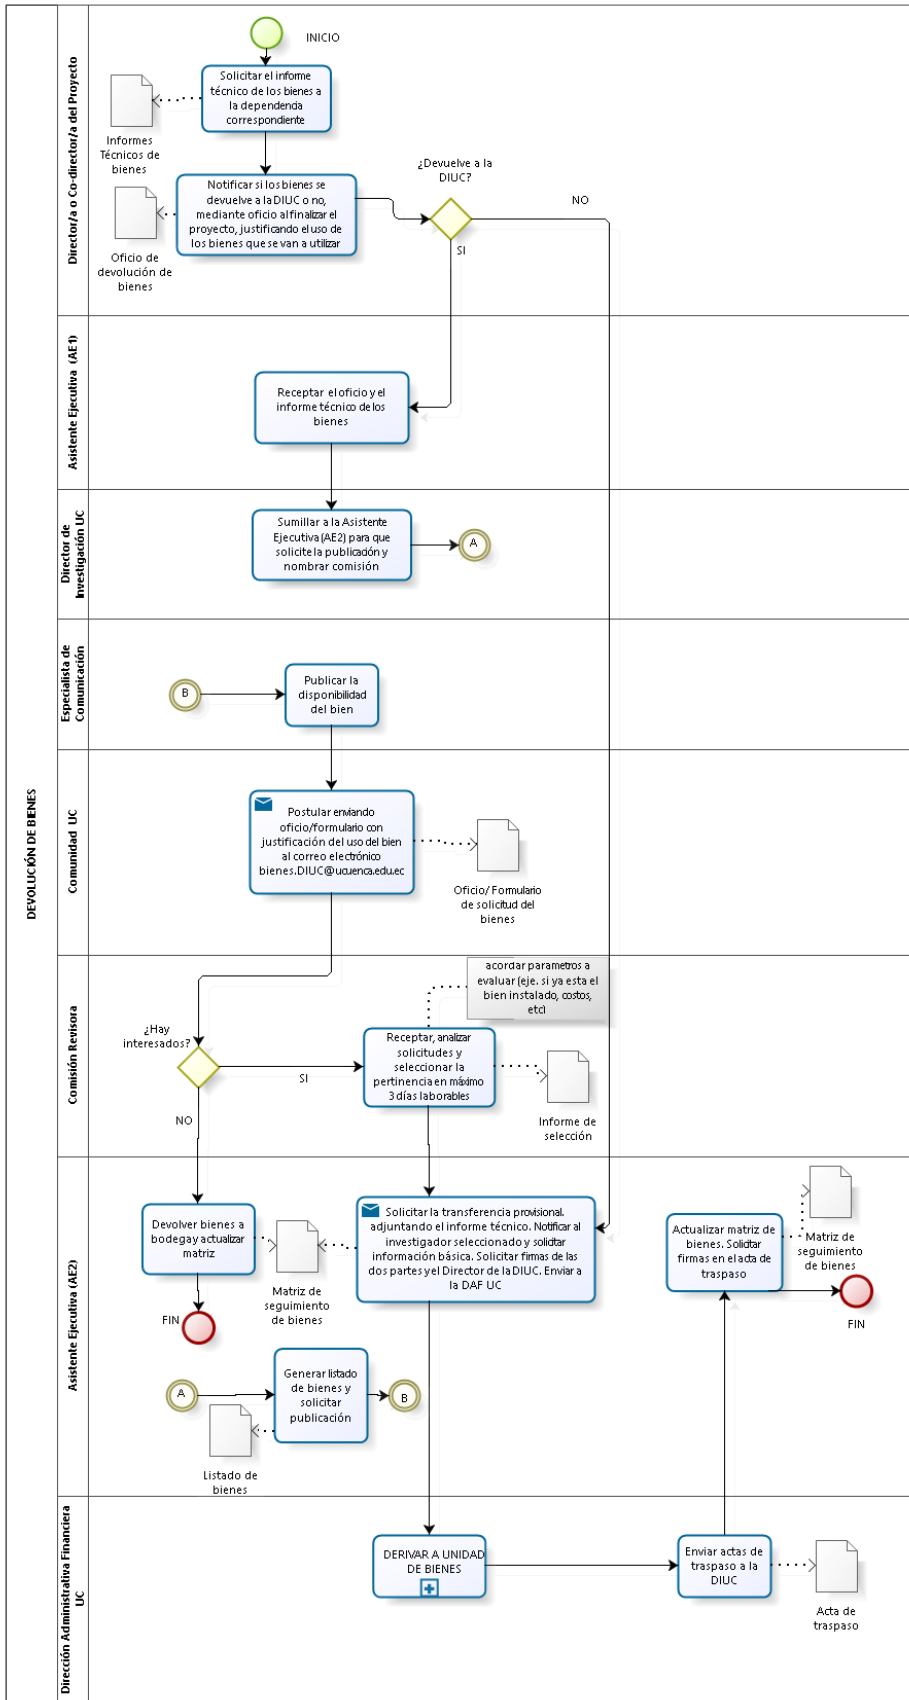 DEVOLUCIÓN DE BIENES
Director/a o Co-director/a del Proyecto
INICIO
Solicitar el informe
técnico de los bienes a
la dependencia
correspondiente
Informes
Técnicos de
bienes
Notificar si los bienes se
devuelve a la DIUC o no,
mediante oficio al finalizar el
proyecto, justificando el uso de
los bienes que se van a utilizar
Oficio de
devolución de
bienes
¿Devuelve a la
DIUC?
NO
SI
Asistente Ejecutiva (AE1)
Receptar el oficio y el
informe técnico de los
bienes
Director de
Investigación UC
Sumillar a la Asistente
Ejecutiva (AE2) para que
solicite la publicación y
nombrar comisión
A
Especialista de
Comunicación
B
Publicar la
disponibilidad
del bien
Comunidad UC
Postular enviando
oficio/formulario con
justificación del uso del bien
al correo electrónico
bienes.DIUC@ucuenca.edu.ec
Oficio/ Formulario
de solicitud del
bienes
Comisión Revisora
acordar parametros a
evaluar (eje. si ya esta el
bien instalado, costos,
etc)
¿Hay
interesados?
SI
NO
Receptar, analizar
solicitudes y
seleccionar la
pertinencia en máximo
3 días laborables
Informe de
selección
Asistente Ejecutiva (AE2)
Devolver bienes a
bodega y actualizar
matriz
FIN
Matriz de
seguimiento
de bienes
Solicitar la transferencia provisional.
adjuntando el informe técnico. Notificar al
investigador seleccionado y solicitar
información básica. Solicitar firmas de las
dos partes y el Director de la DIUC. Enviar a
la DAF UC
Actualizar matriz de
bienes. Solicitar
firmas en el acta de
traspaso
Matriz de
seguimiento
de bienes
FIN
A
Generar listado
de bienes y
solicitar
publicación
B
Listado de
bienes
Dirección Administrativa Financiera
UC
DERIVAR A UNIDAD
DE BIENES
Enviar actas de
traspaso a la
DIUC
Acta de
traspaso